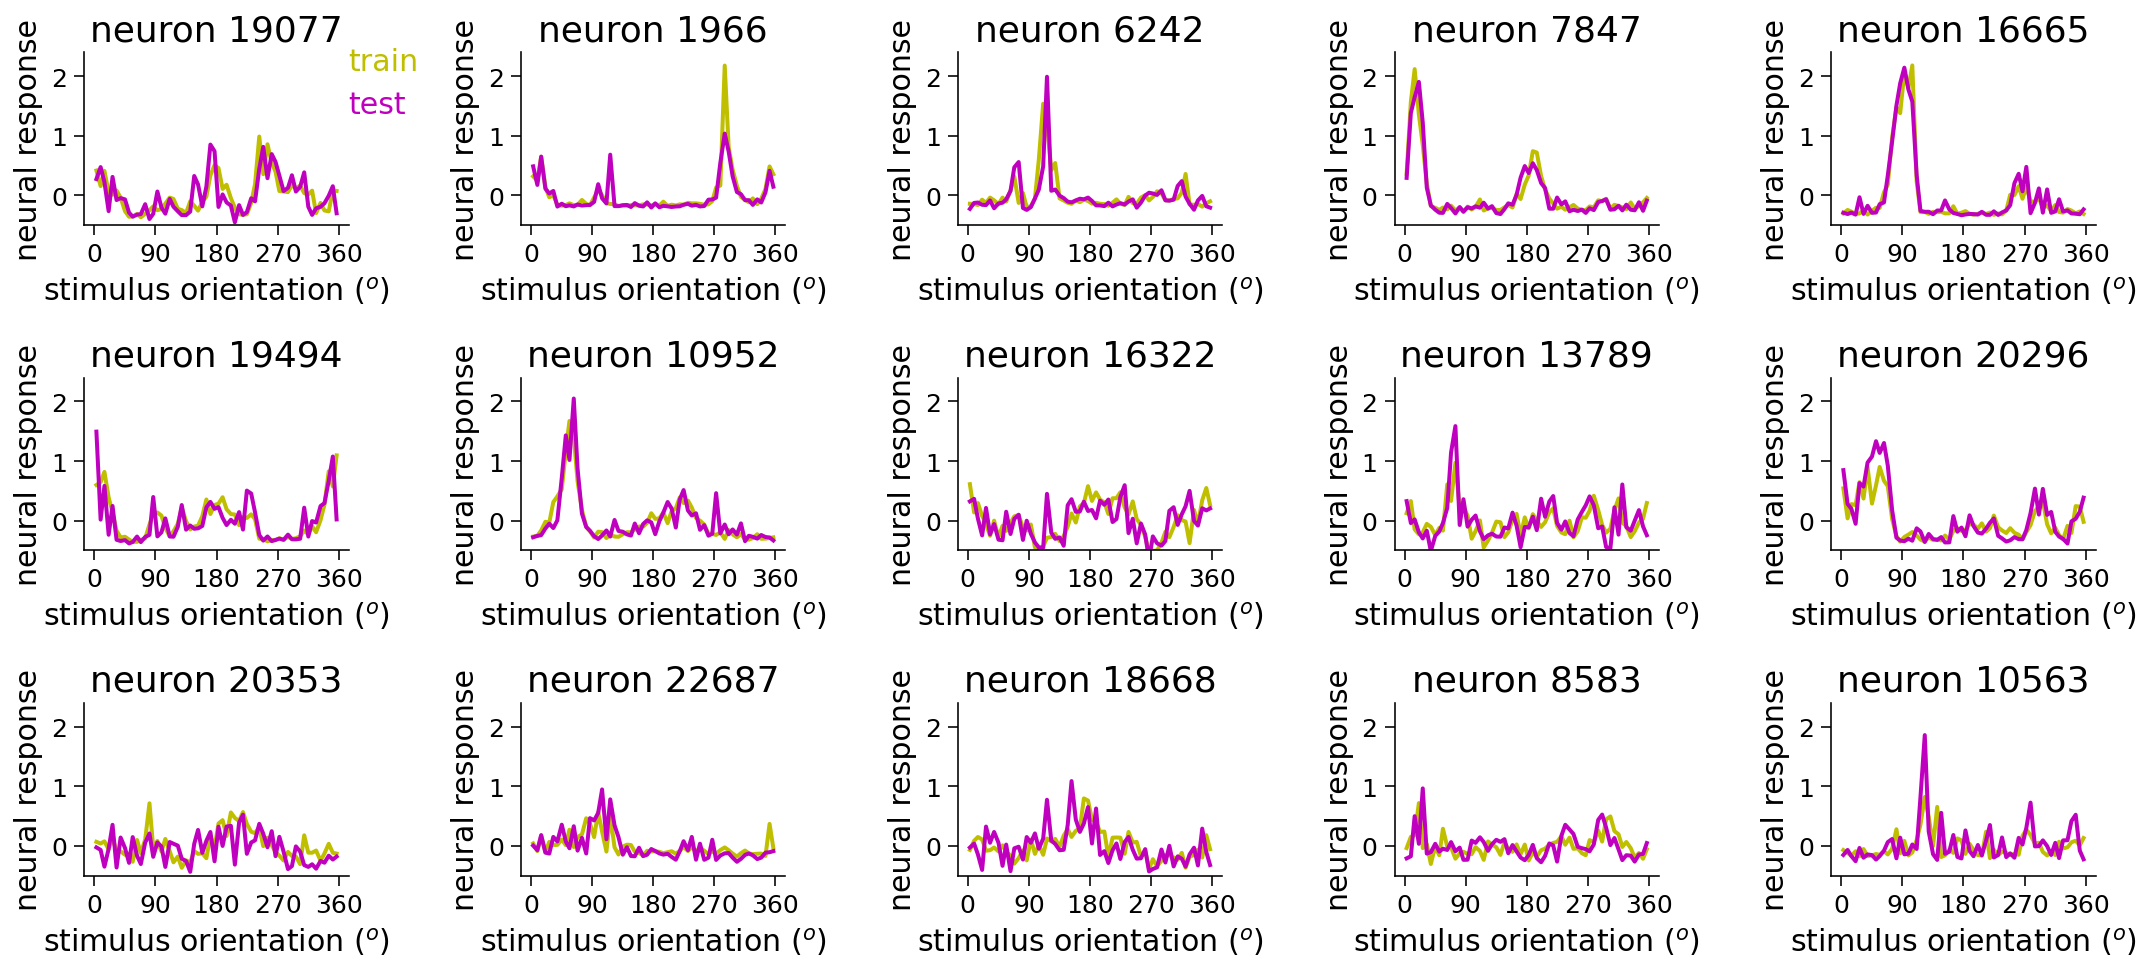 neuron 19077
neural response
2
1
0
0 90 180 270 360
stimulus orientation (o)
train
test
neuron 1966
neural response
2
1
0
0 90 180 270 360
stimulus orientation (o)
neuron 6242
neural response
2
1
0
0 90 180 270 360
stimulus orientation (o)
neuron 7847
neural response
2
1
0
0 90 180 270 360
stimulus orientation (o)
neuron 16665
neural response
2
1
0
0 90 180 270 360
stimulus orientation (o)
neuron 19494
neural response
2
1
0
0 90 180 270 360
stimulus orientation (o)
neuron 10952
neural response
2
1
0
0 90 180 270 360
stimulus orientation (o)
neuron 16322
neural response
2
1
0
0 90 180 270 360
stimulus orientation (o)
neuron 13789
neural response
2
1
0
0 90 180 270 360
stimulus orientation (o)
neuron 20296
neural response
2
1
0
0 90 180 270 360
stimulus orientation (o)
neuron 20353
neural response
2
1
0
0 90 180 270 360
stimulus orientation (o)
neuron 22687
neural response
2
1
0
0 90 180 270 360
stimulus orientation (o)
neuron 18668
neural response
2
1
0
0 90 180 270 360
stimulus orientation (o)
neuron 8583
neural response
2
1
0
0 90 180 270 360
stimulus orientation (o)
neuron 10563
neural response
2
1
0
0 90 180 270 360
stimulus orientation (o)